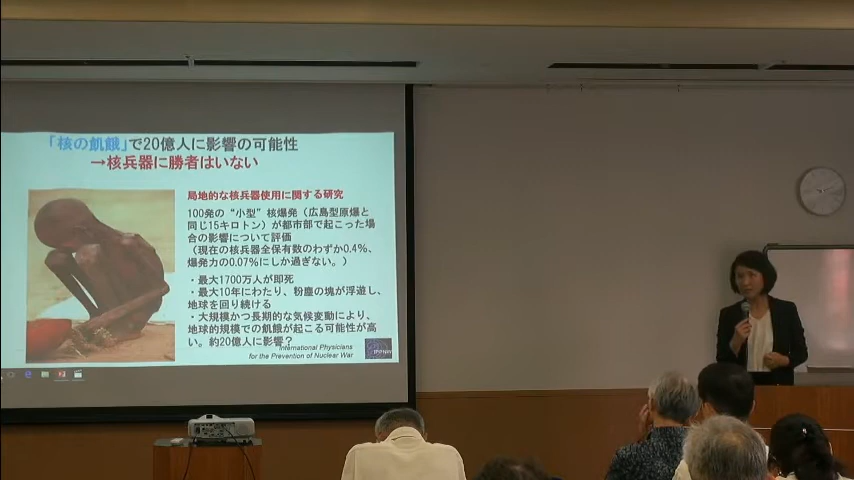 「核の飢餓」で20億人に影響の可能性
→核兵器に勝者はいない
局地的な核兵器使用に関する研究
100発の“小型”核爆発（広島型原爆と
同じ15キロトン）が都市部で起こった場
合の影響について評価
（現在の核兵器全保有数のわずか0.4%、
爆発力の0.07%にしか過ぎない。）
・最大1700万人が即死
・最大10年にわたり、粉塵の塊が浮遊し、
地球を回り続ける
・大規模かつ長期的な気候変動により、
地球的規模での飢餓が起こる可能性が高
い。約20億人に影響？
International Physicians
for the Prevention of Nuclear War
IPPNW